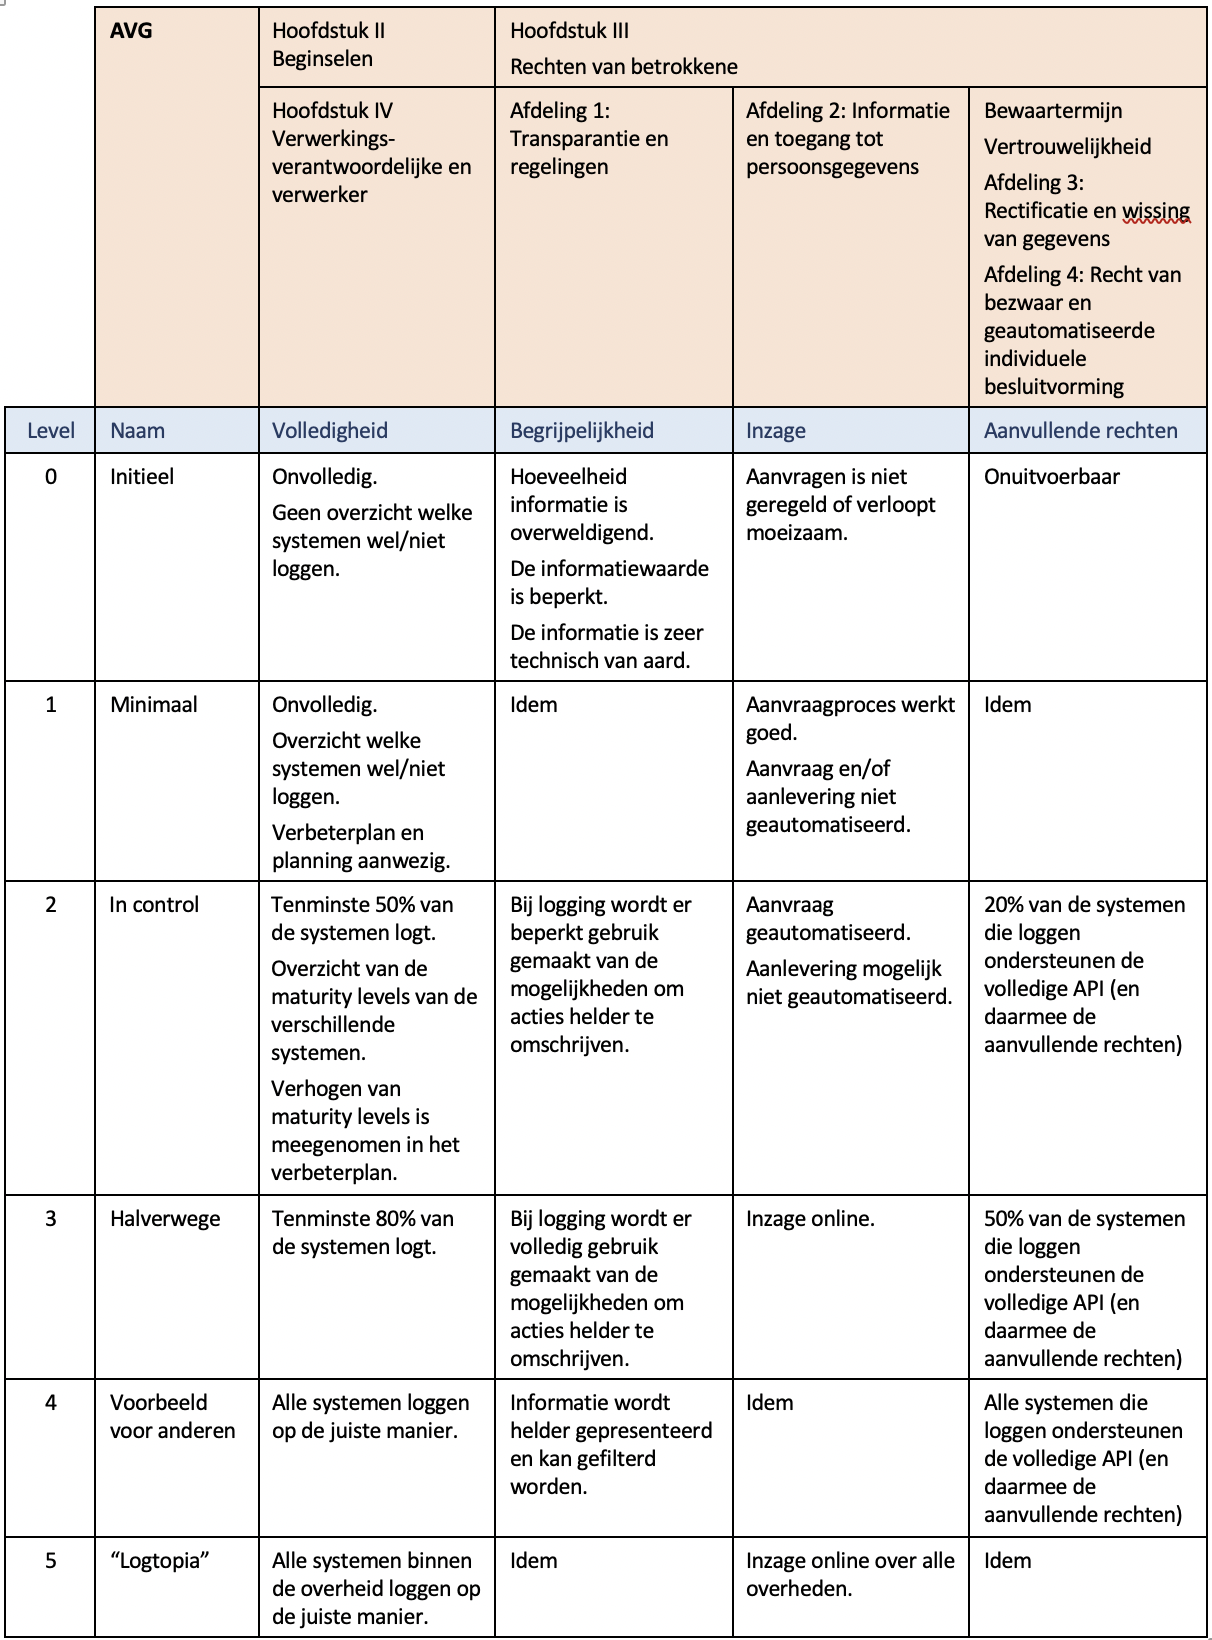 AVG
Hoofdstuk II
Beginselen
Hoofdstuk III
Rechten van betrokkene
Hoofdstuk IV
Verwerkings-
verantwoordelijke en
verwerker
Afdeling 1:
Transparantie en
regelingen
Afdeling 2: Informatie
en toegang tot
persoonsgegevens
Bewaartermijn
Vertrouwelijkheid
Afdeling 3:
Rectificatie en wissing
van gegevens
Afdeling 4: Recht van
bezwaar en
geautomatiseerde
individuele
besluitvorming
Level
Naam
Volledigheid
Begrijpelijkheid
Inzage
Aanvullende rechten
0
Initieel
Onvolledig.
Geen overzicht welke
systemen wel/niet
loggen.
Hoeveelheid
informatie is
overweldigend.
De informatiewaarde
is beperkt.
De informatie is zeer
technisch van aard.
Aanvragen is niet
geregeld of verloopt
moeizaam.
Onuitvoerbaar
1
Minimaal
Onvolledig.
Overzicht welke
systemen wel/niet
loggen.
Verbeterplan en
planning aanwezig.
Idem
Aanvraagproces werkt
goed.
Aanvraag en/of
aanlevering niet
geautomatiseerd.
Idem
2
In control
Tenminste 50% van
de systemen logt.
Overzicht van de
maturity levels van de
verschillende
systemen.
Verhogen van
maturity levels is
meegenomen in het
verbeterplan.
Bij logging wordt er
beperkt gebruik
gemaakt van de
mogelijkheden om
acties helder te
omschrijven.
Aanvraag
geautomatiseerd.
Aanlevering mogelijk
niet geautomatiseerd.
20% van de systemen
die loggen
ondersteunen de
volledige API (en
daarmee de
aanvullende rechten)
3
Halverwege
Tenminste 80% van
de systemen logt.
Bij logging wordt er
volledig gebruik
gemaakt van de
mogelijkheden om
acties helder te
omschrijven.
Inzage online.
50% van de systemen
die loggen
ondersteunen de
volledige API (en
daarmee de
aanvullende rechten)
4
Voorbeeld
voor anderen
Alle systemen loggen
op de juiste manier.
Informatie wordt
helder gepresenteerd
en kan gefilterd
worden.
Idem
Alle systemen die
loggen ondersteunen
de volledige API (en
daarmee de
aanvullende rechten)
5
“Logtopia”
Alle systemen binnen
de overheid loggen op
de juiste manier.
Idem
Inzage online over alle
overheden.
Idem